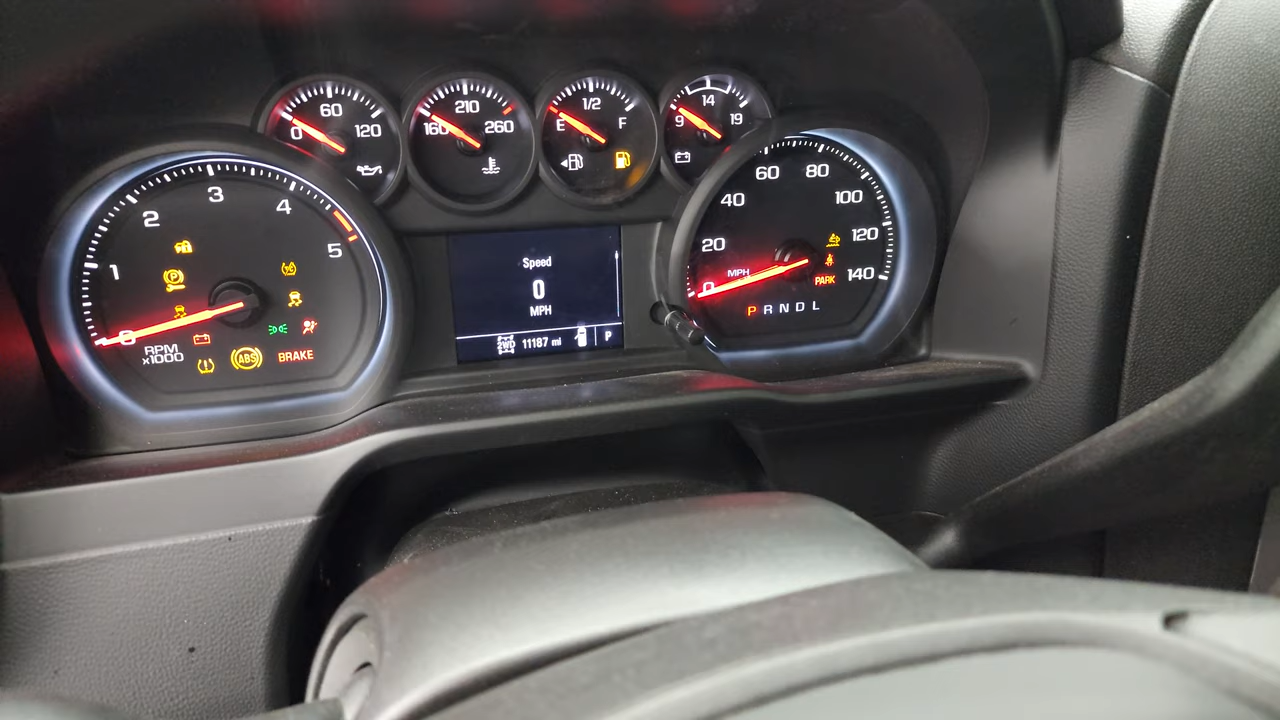 0 60 120
160 210 260
E 1/2 F
9 14 19
0 1 2 3 4 5
RPM
x1000
P
ABS
BRAKE
Speed
0
MPH
2WD 11187 mi P
0 20 40 60 80 100 120 140
MPH
PARK
P R N D L